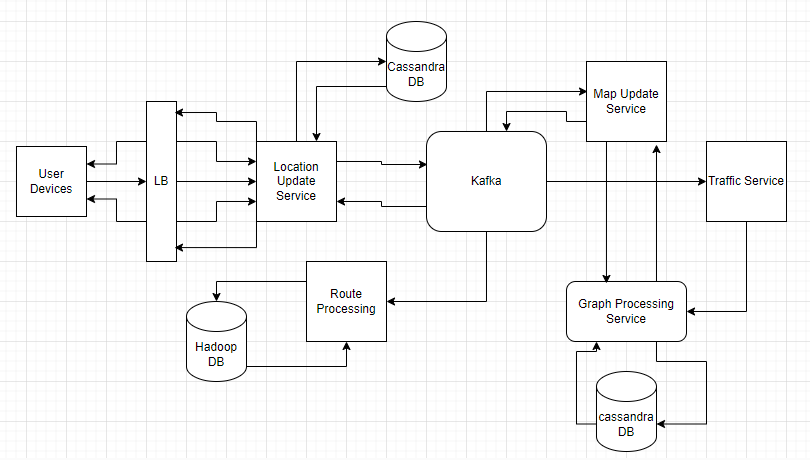 Cassandra
DB
Map Update
Service
User
Devices
LB
Location
Update
Service
Kafka
Traffic Service
Route
Processing
Graph Processing
Service
Hadoop
DB
cassandra
DB